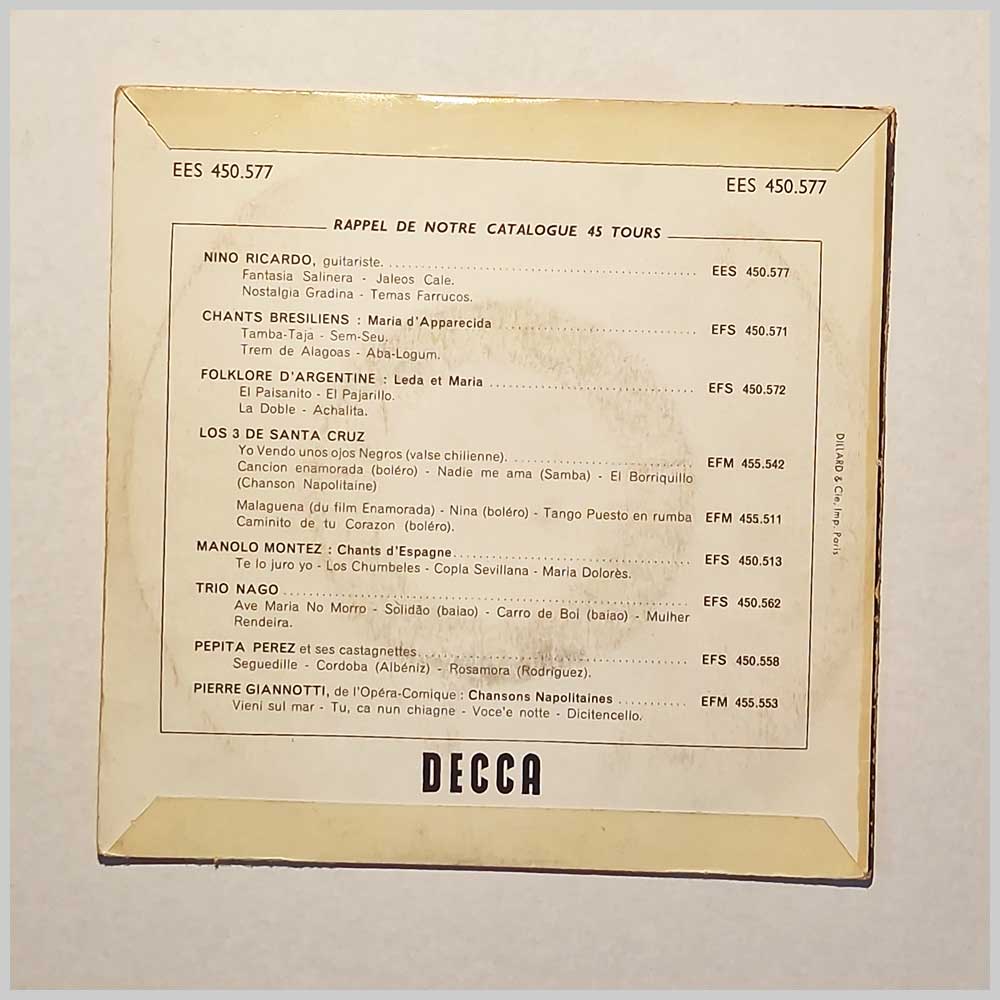 EES 450.577
EES 450.577
RAPPEL DE NOTRE CATALOGUE 45 TOURS
NINO RICARDO, guitariste. EES 450.577
Fantasia Salinera - Jaleos Cale.
Nostalgia Gradina - Temas Farrucos.
CHANTS BRESILIENS : Maria d'Apparecida EFS 450.571
Tamba-Taja - Sem-Seu.
Trem de Alagoas - Aba-Logum.
FOLKLORE D'ARGENTINE : Leda et Maria EFS 450.572
El Paisanito - El Pajarillo.
La Doble - Achalita.
LOS 3 DE SANTA CRUZ
Yo Vendo unos ojos Negros (valse chilienne). EFM 455.542
Cancion enamorada (boléro) - Nadie me ama (Samba) - El Borriquillo
(Chanson Napolitaine)
Malaguena (du film Enamorada) - Nina (boléro) - Tango Puesto en rumba EFM 455.511
Caminito de tu Corazon (boléro).
MANOLO MONTEZ : Chants d'Espagne EFS 450.513
Te lo juro yo - Los Chumbeles - Copla Sevillana - Maria Dolorès.
TRIO NAGO EFS 450.562
Ave Maria No Morro - Solidão (baiao) - Carro de Boi (baiao) - Mulher
Rendeira.
PEPITA PEREZ et ses castagnettes EFS 450.558
Seguedille - Cordoba (Albéniz) - Rosamora (Rodriguez).
PIERRE GIANNOTTI, de l'Opéra-Comique : Chansons Napolitaines EFM 455.553
Vieni sul mar - Tu, ca nun chiagne - Voce'e notte - Dicitencello.
DECCA
DILLARD & Cie. Imp. Paris